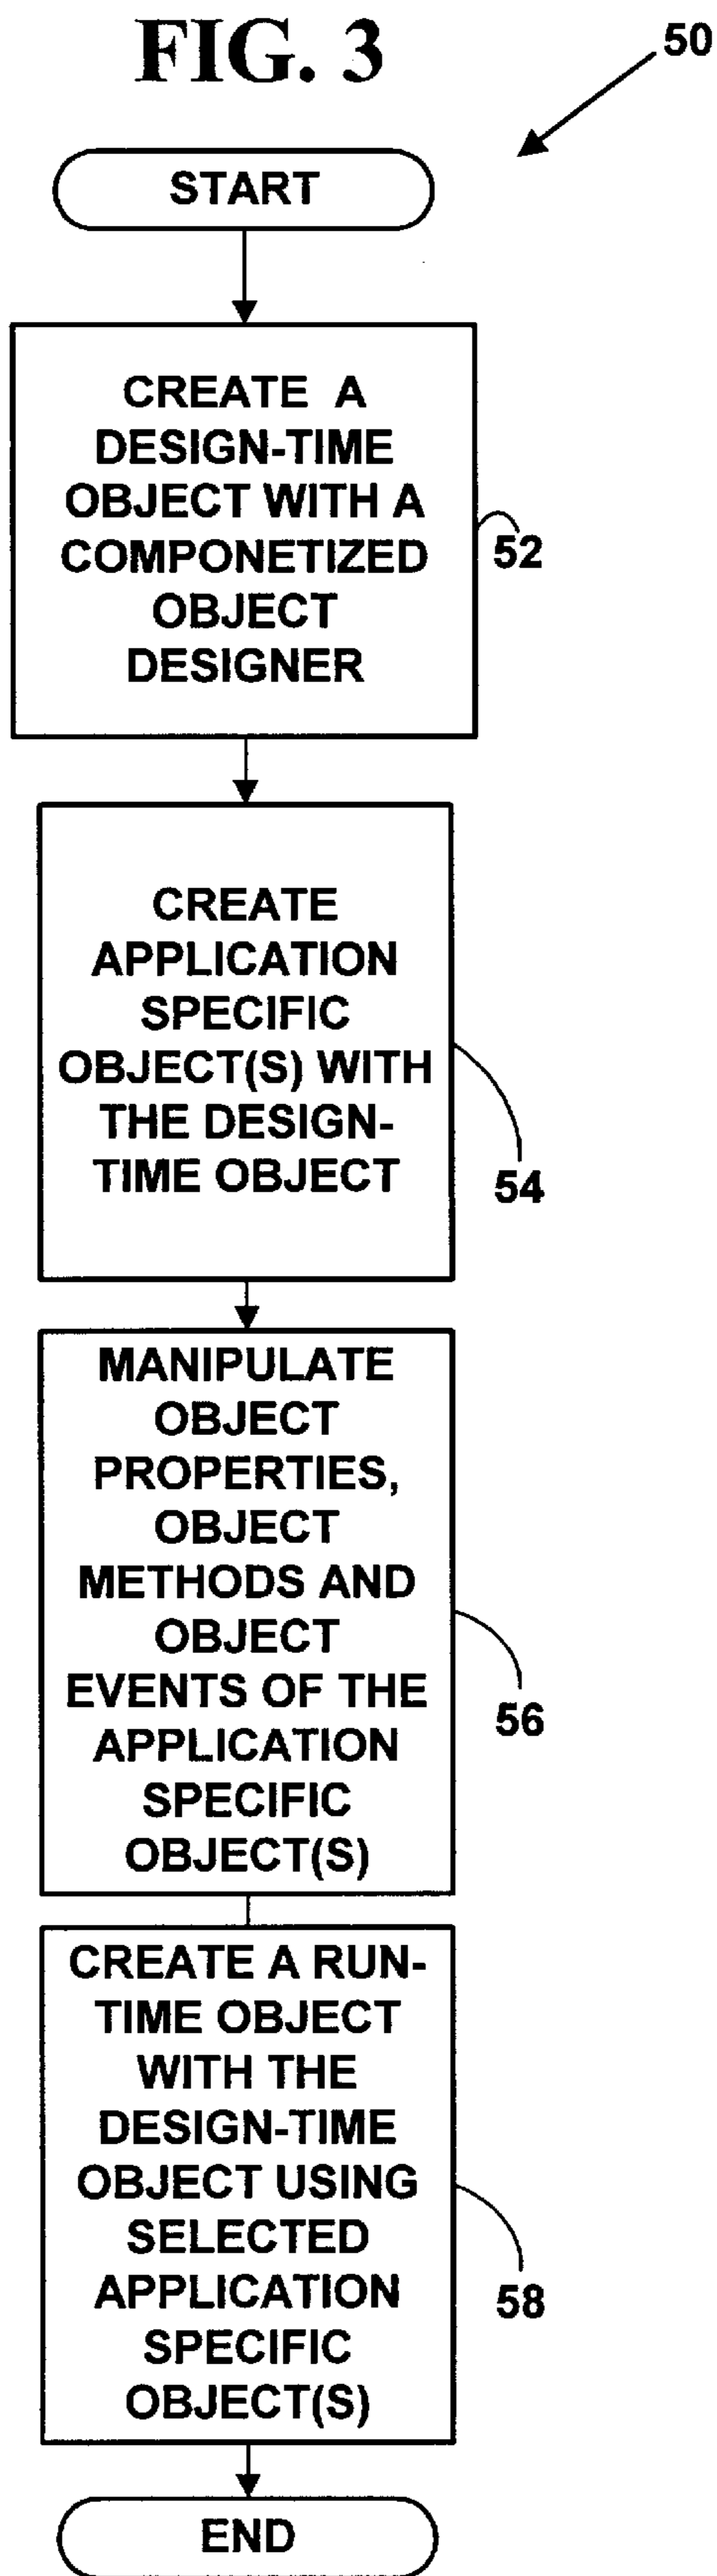 FIG. 3
50
START
CREATE A
DESIGN-TIME
OBJECT WITH A
COMPONETIZED
OBJECT
DESIGNER
52
CREATE
APPLICATION
SPECIFIC
OBJECT(S) WITH
THE DESIGN-
TIME OBJECT
54
MANIPULATE
OBJECT
PROPERTIES,
OBJECT
METHODS AND
OBJECT
EVENTS OF THE
APPLICATION
SPECIFIC
OBJECT(S)
56
CREATE A RUN-
TIME OBJECT
WITH THE
DESIGN-TIME
OBJECT USING
SELECTED
APPLICATION
SPECIFIC
OBJECT(S)
58
END